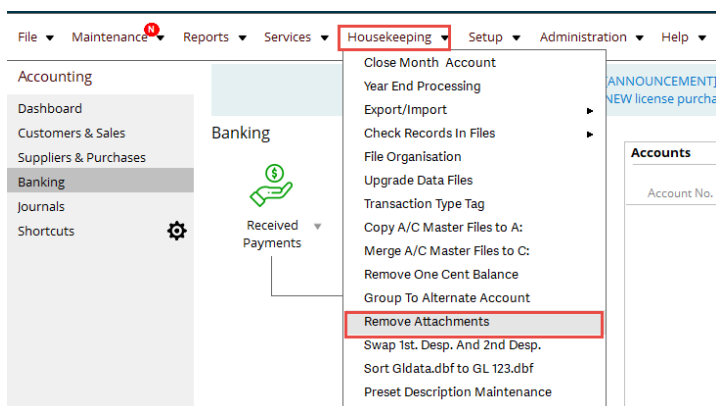 File Maintenance N Reports Services Housekeeping Setup Administration Help
Accounting
Dashboard
Customers & Sales
Suppliers & Purchases
Banking
Journals
Shortcuts
Banking
Received
Payments
Close Month Account
Year End Processing
Export/Import
Check Records In Files
File Organisation
Upgrade Data Files
Transaction Type Tag
Copy A/C Master Files to A:
Merge A/C Master Files to C:
Remove One Cent Balance
Group To Alternate Account
Remove Attachments
Swap 1st. Desp. And 2nd Desp.
Sort Gldata.dbf to GL 123.dbf
Preset Description Maintenance
ANNOUNCEMENT]
NEW license purcha
Accounts
Account No.